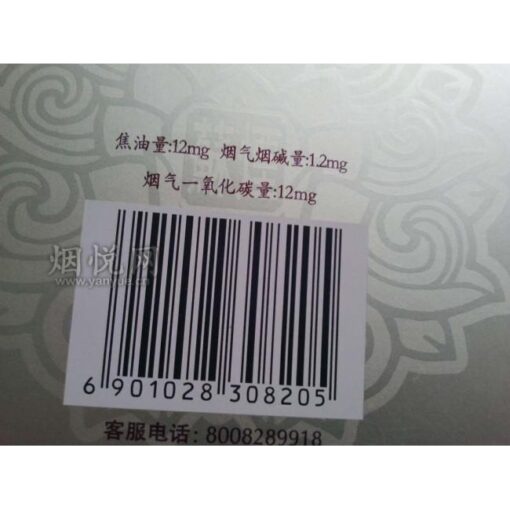 焦油量:12mg 烟气烟碱量:1.2mg
烟气一氧化碳量:12mg
烟悦网
www.yanyue.cn
6 901028 308205
客服电话: 8008289918